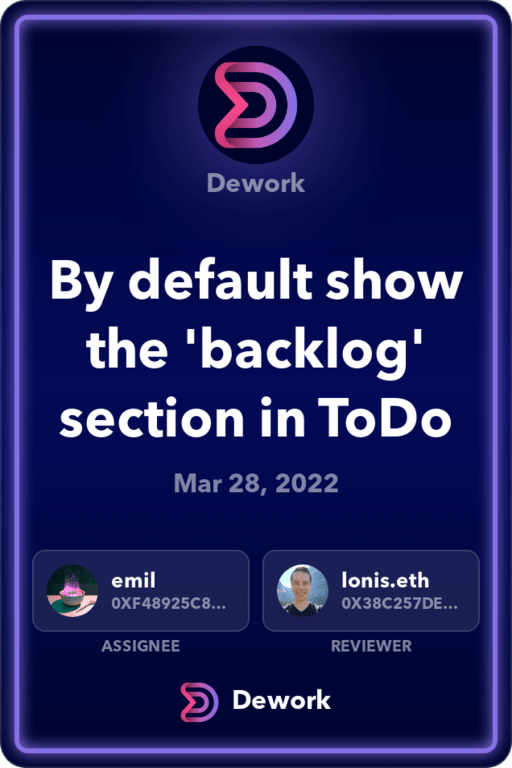 Dework
By default show
the 'backlog'
section in ToDo
Mar 28, 2022
emil
0XF48925C8...
lonis.eth
0X38C257DE...
ASSIGNEE
REVIEWER
Dework